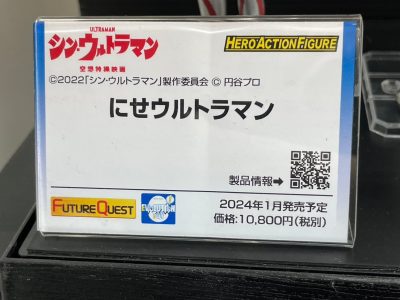 ULTRAMAN
シン・ウルトラマン
空想特撮映画
HERO ACTION FIGURE
©2022「シン・ウルトラマン」製作委員会 © 円谷プロ
にせウルトラマン
製品情報➡
FUTURE QUEST
EVOLUTION
2024年1月発売予定
価格:10,800円(税別)